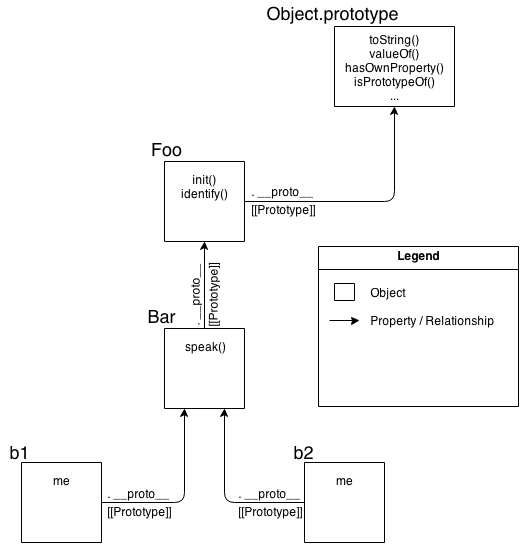 Object.prototype
toString()
valueOf()
hasOwnProperty()
isPrototypeOf()
...
Foo
init()
identify()
. __proto__
[[Prototype]]
. __proto__
[[Prototype]]
Legend
Object
Property / Relationship
Bar
speak()
b1
me
. __proto__
[[Prototype]]
b2
me
. __proto__
[[Prototype]]